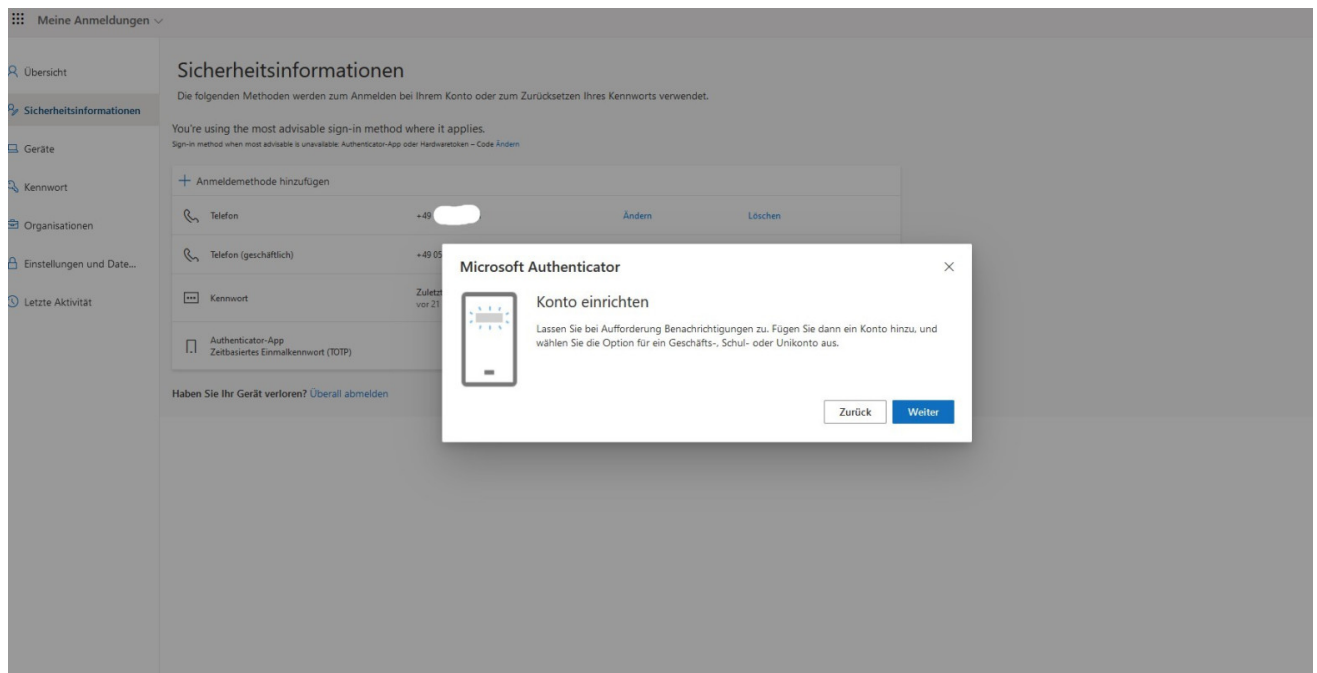 Meine Anmeldungen
Übersicht
Sicherheitsinformationen
Geräte
Kennwort
Organisationen
Einstellungen und Date...
Letzte Aktivität
Sicherheitsinformationen
Die folgenden Methoden werden zum Anmelden bei Ihrem Konto oder zum Zurücksetzen Ihres Kennworts verwendet.
You're using the most advisable sign-in method where it applies.
Sign-in method when most advisable is unavailable: Authenticator-App oder Hardwaretoken – Code Ändern
+ Anmeldemethode hinzufügen
Telefon +49 Ändern Löschen
Telefon (geschäftlich) +49 05
Kennwort Zuletzt
vor 21
Authenticator-App
Zeitbasiertes Einmalkennwort (TOTP)
Haben Sie Ihr Gerät verloren? Überall abmelden
Microsoft Authenticator
Konto einrichten
Lassen Sie bei Aufforderung Benachrichtigungen zu. Fügen Sie dann ein Konto hinzu, und
wählen Sie die Option für ein Geschäfts-, Schul- oder Unikonto aus.
Zurück Weiter